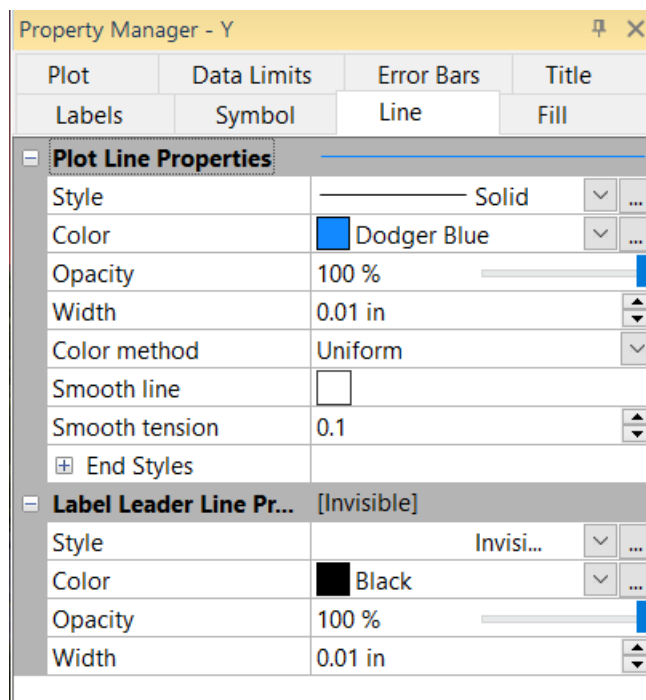 Property Manager - Y
Plot Data Limits Error Bars Title
Labels Symbol Line Fill
Plot Line Properties
Style Solid ...
Color Dodger Blue ...
Opacity 100 %
Width 0.01 in
Color method Uniform
Smooth line
Smooth tension 0.1
End Styles
Label Leader Line Pr... [Invisible]
Style Invisi... ...
Color Black ...
Opacity 100 %
Width 0.01 in